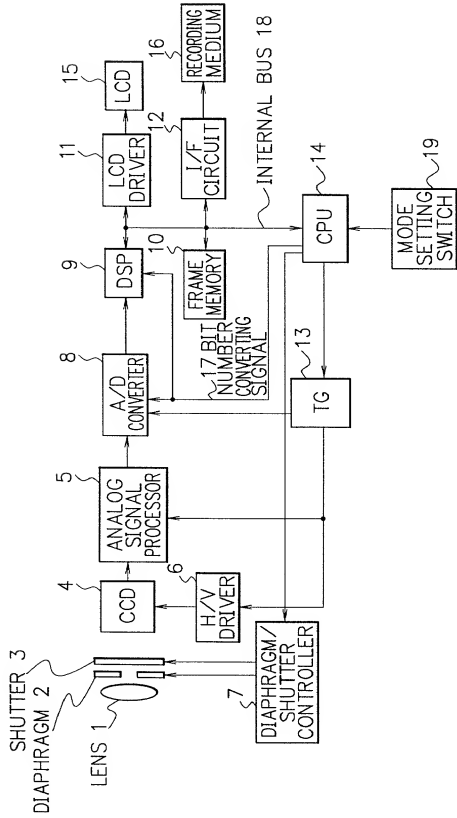 SHUTTER 3
DIAPHRAGM 2
LENS 1
4
CCD
5
ANALOG
SIGNAL
PROCESSOR
8
A/D
CONVERTER
9
DSP
11
LCD
DRIVER
15
LCD
6
H/V
DRIVER
10
FRAME
MEMORY
12
I/F
CIRCUIT
16
RECORDING
MEDIUM
17 BIT
NUMBER
CONVERTING
SIGNAL
INTERNAL BUS 18
7
DIAPHRAGM/
SHUTTER
CONTROLLER
13
TG
14
CPU
19
MODE
SETTING
SWITCH